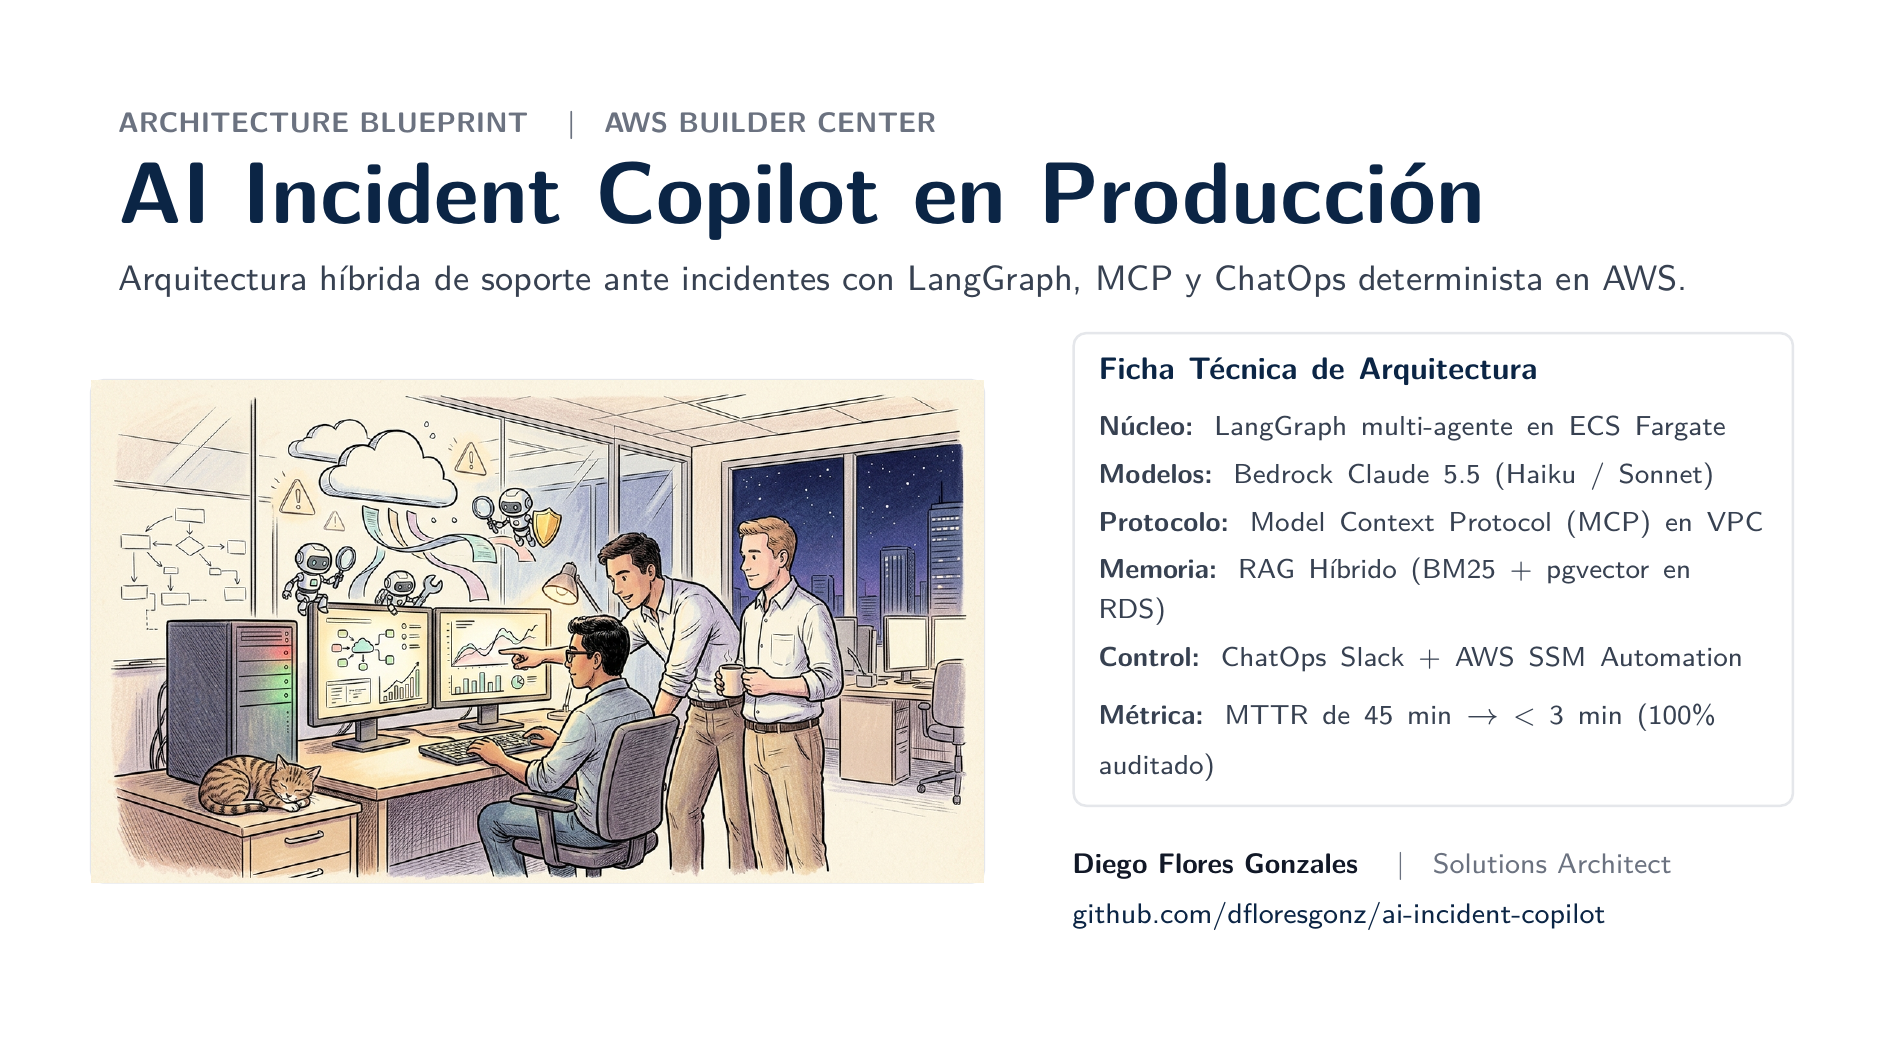 ARCHITECTURE BLUEPRINT | AWS BUILDER CENTER
AI Incident Copilot en Producción
Arquitectura híbrida de soporte ante incidentes con LangGraph, MCP y ChatOps determinista en AWS.
Ficha Técnica de Arquitectura
Núcleo: LangGraph multi-agente en ECS Fargate
Modelos: Bedrock Claude 5.5 (Haiku / Sonnet)
Protocolo: Model Context Protocol (MCP) en VPC
Memoria: RAG Híbrido (BM25 + pgvector en
RDS)
Control: ChatOps Slack + AWS SSM Automation
Métrica: MTTR de 45 min → < 3 min (100%
auditado)
Diego Flores Gonzales | Solutions Architect
github.com/dfloresgonz/ai-incident-copilot